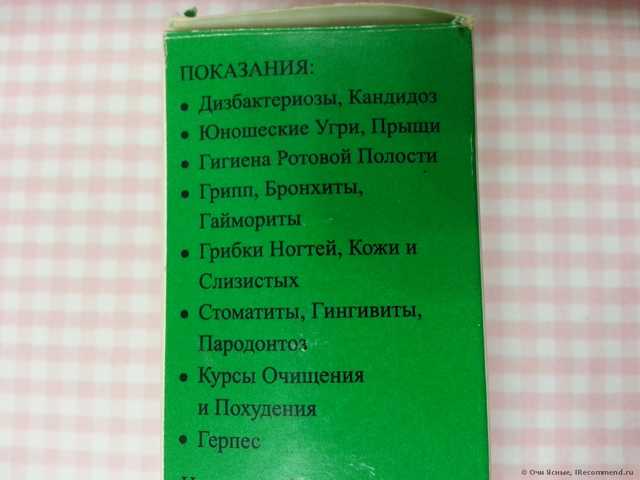 ПОКАЗАНИЯ:
• Дизбактериозы, Кандидоз
• Юношеские Угри, Прыщи
• Гигиена Ротовой Полости
• Грипп, Бронхиты,
Гаймориты
• Грибки Ногтей, Кожи и
Слизистых
• Стоматиты, Гингивиты,
Пародонтоз
• Курсы Очищения
и Похудения
• Герпес
© Очи Ясные, IRecommend.ru